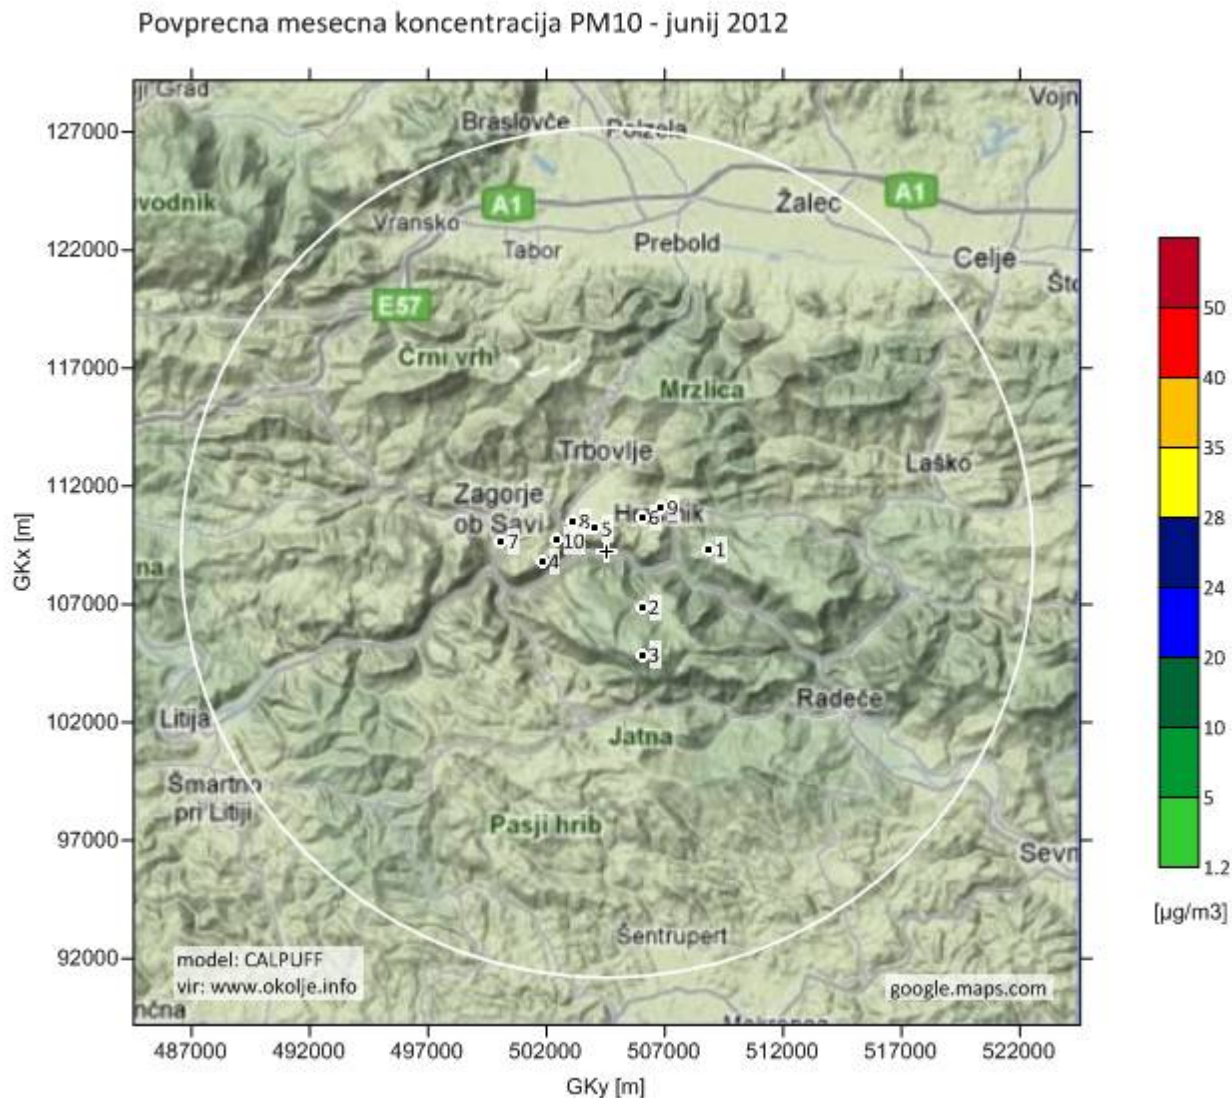 Povprecna mesecna koncentracija PM10 - junij 2012
ji Grad
Vojn
127000
Braslovče
Polzela
vodnik
A1
A1
Vransko
Žalec
122000
Tabor
Prebold
Celje
Što
E57
50
117000
Črni vrh
Mrzlica
40
Trbovlje
Laško
35
112000
Zagorje
ob Savi
9
8
5
6
28
GKx [m]
7
10
1
4
na
24
107000
2
3
20
Litija
Radeče
102000
Jatna
10
Šmartno
pri Litiji
5
97000
Pasji hrib
Sevn
1.2
[µg/m3]
Šentrupert
92000
model: CALPUFF
vir: www.okolje.info
google.maps.com
nčna
487000 492000 497000 502000 507000 512000 517000 522000
GKy [m]